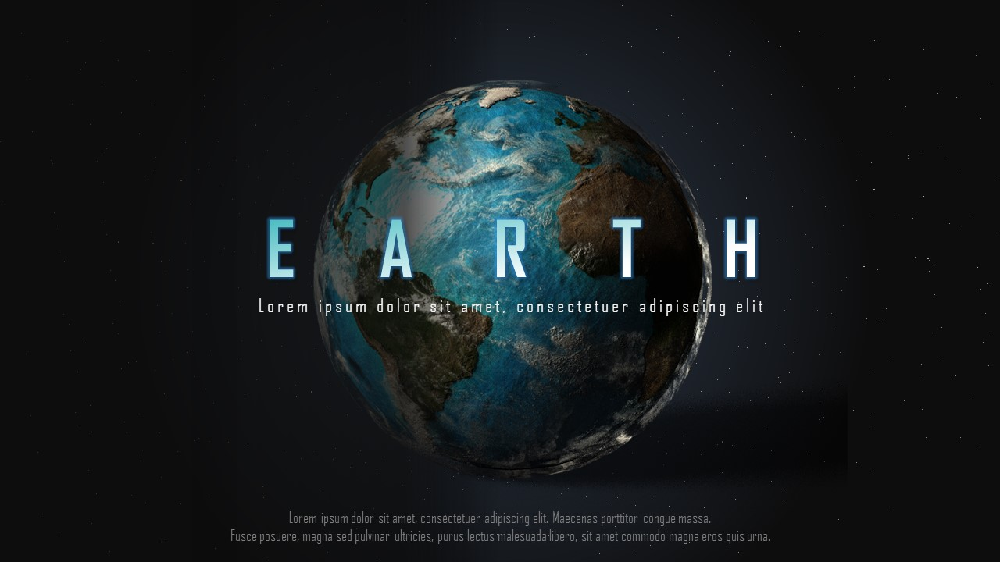 E A R T H
Lorem ipsum dolor sit amet, consectetuer adipiscing elit
Lorem ipsum dolor sit amet, consectetuer adipiscing elit. Maecenas porttitor congue massa.
Fusce posuere, magna sed pulvinar ultricies, purus lectus malesuada libero, sit amet commodo magna eros quis urna.